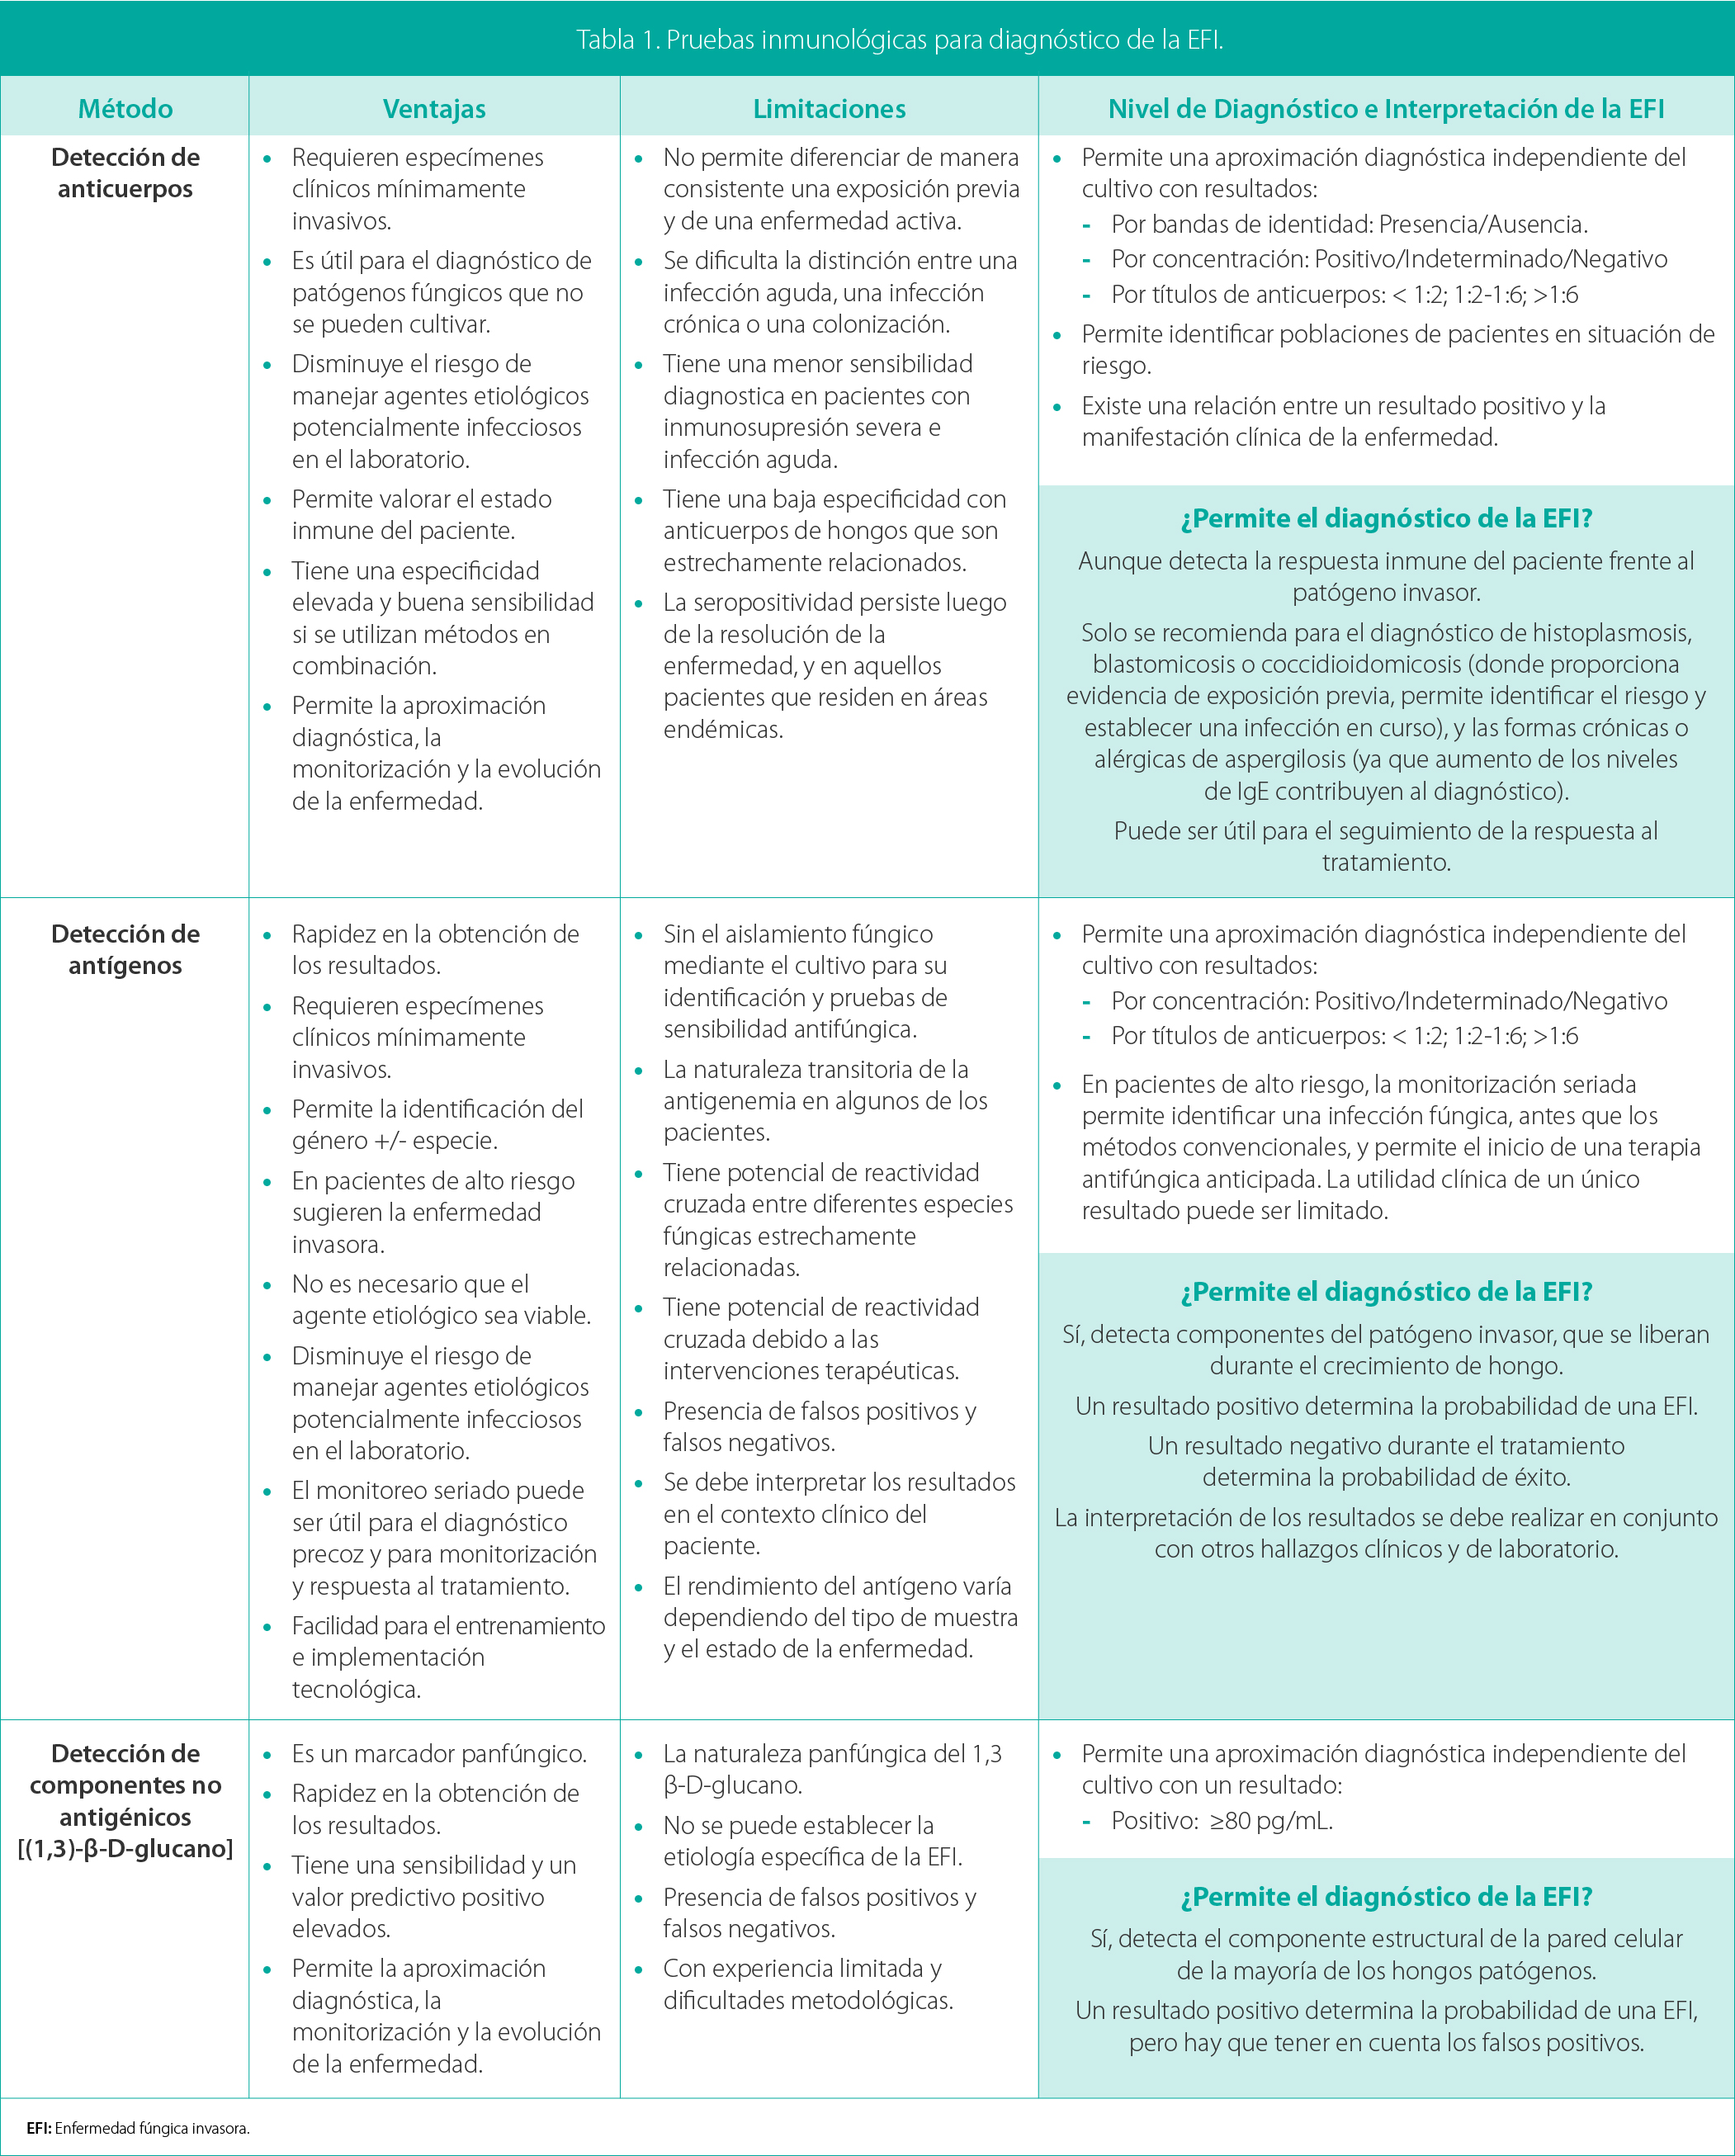 Tabla 1. Pruebas inmunológicas para diagnóstico de la EFI.
Método
Ventajas
Limitaciones
Nivel de Diagnóstico e Interpretación de la EFI
Detección de
anticuerpos
• Requieren especímenes
clínicos mínimamente
invasivos.
• Es útil para el diagnóstico de
patógenos fúngicos que no
se pueden cultivar.
• Disminuye el riesgo de
manejar agentes etiológicos
potencialmente infecciosos
en el laboratorio.
• Permite valorar el estado
inmune del paciente.
• Tiene una especificidad
elevada y buena sensibilidad
si se utilizan métodos en
combinación.
• Permite la aproximación
diagnóstica, la
monitorización y la evolución
de la enfermedad.
• No permite diferenciar de manera
consistente una exposición previa
y de una enfermedad activa.
• Se dificulta la distinción entre una
infección aguda, una infección
crónica o una colonización.
• Tiene una menor sensibilidad
diagnostica en pacientes con
inmunosupresión severa e
infección aguda.
• Tiene una baja especificidad con
anticuerpos de hongos que son
estrechamente relacionados.
• La seropositividad persiste luego
de la resolución de la
enfermedad, y en aquellos
pacientes que residen en áreas
endémicas.
• Permite una aproximación diagnóstica independiente del
cultivo con resultados:
- Por bandas de identidad: Presencia/Ausencia.
- Por concentración: Positivo/Indeterminado/Negativo
- Por títulos de anticuerpos: < 1:2; 1:2-1:6; >1:6
• Permite identificar poblaciones de pacientes en situación de
riesgo.
• Existe una relación entre un resultado positivo y la
manifestación clínica de la enfermedad.
¿Permite el diagnóstico de la EFI?
Aunque detecta la respuesta inmune del paciente frente al
patógeno invasor.
Solo se recomienda para el diagnóstico de histoplasmosis,
blastomicosis o coccidioidomicosis (donde proporciona
evidencia de exposición previa, permite identificar el riesgo y
establecer una infección en curso), y las formas crónicas o
alérgicas de aspergilosis (ya que aumento de los niveles
de IgE contribuyen al diagnóstico).
Puede ser útil para el seguimiento de la respuesta al
tratamiento.
Detección de
antígenos
• Rapidez en la obtención de
los resultados.
• Requieren especímenes
clínicos mínimamente
invasivos.
• Permite la identificación del
género +/- especie.
• En pacientes de alto riesgo
sugieren la enfermedad
invasora.
• No es necesario que el
agente etiológico sea viable.
• Disminuye el riesgo de
manejar agentes etiológicos
potencialmente infecciosos
en el laboratorio.
• El monitoreo seriado puede
ser útil para el diagnóstico
precoz y para monitorización
y respuesta al tratamiento.
• Facilidad para el entrenamiento
e implementación
tecnológica.
• Sin el aislamiento fúngico
mediante el cultivo para su
identificación y pruebas de
sensibilidad antifúngica.
• La naturaleza transitoria de la
antigenemia en algunos de los
pacientes.
• Tiene potencial de reactividad
cruzada entre diferentes especies
fúngicas estrechamente
relacionadas.
• Tiene potencial de reactividad
cruzada debido a las
intervenciones terapéuticas.
• Presencia de falsos positivos y
falsos negativos.
• Se debe interpretar los resultados
en el contexto clínico del
paciente.
• El rendimiento del antígeno varía
dependiendo del tipo de muestra
y el estado de la enfermedad.
• Permite una aproximación diagnóstica independiente del
cultivo con resultados:
- Por concentración: Positivo/Indeterminado/Negativo
- Por títulos de anticuerpos: < 1:2; 1:2-1:6; >1:6
• En pacientes de alto riesgo, la monitorización seriada
permite identificar una infección fúngica, antes que los
métodos convencionales, y permite el inicio de una terapia
antifúngica anticipada. La utilidad clínica de un único
resultado puede ser limitado.
¿Permite el diagnóstico de la EFI?
Sí, detecta componentes del patógeno invasor, que se liberan
durante el crecimiento de hongo.
Un resultado positivo determina la probabilidad de una EFI.
Un resultado negativo durante el tratamiento
determina la probabilidad de éxito.
La interpretación de los resultados se debe realizar en conjunto
con otros hallazgos clínicos y de laboratorio.
Detección de
componentes no
antigénicos
[(1,3)-β-D-glucano]
• Es un marcador panfúngico.
• Rapidez en la obtención de
los resultados.
• Tiene una sensibilidad y un
valor predictivo positivo
elevados.
• Permite la aproximación
diagnóstica, la
monitorización y la evolución
de la enfermedad.
• La naturaleza panfúngica del 1,3
β-D-glucano.
• No se puede establecer la
etiología específica de la EFI.
• Presencia de falsos positivos y
falsos negativos.
• Con experiencia limitada y
dificultades metodológicas.
• Permite una aproximación diagnóstica independiente del
cultivo con un resultado:
- Positivo: ≥80 pg/mL.
¿Permite el diagnóstico de la EFI?
Sí, detecta el componente estructural de la pared celular
de la mayoría de los hongos patógenos.
Un resultado positivo determina la probabilidad de una EFI,
pero hay que tener en cuenta los falsos positivos.
EFI: Enfermedad fúngica invasora.